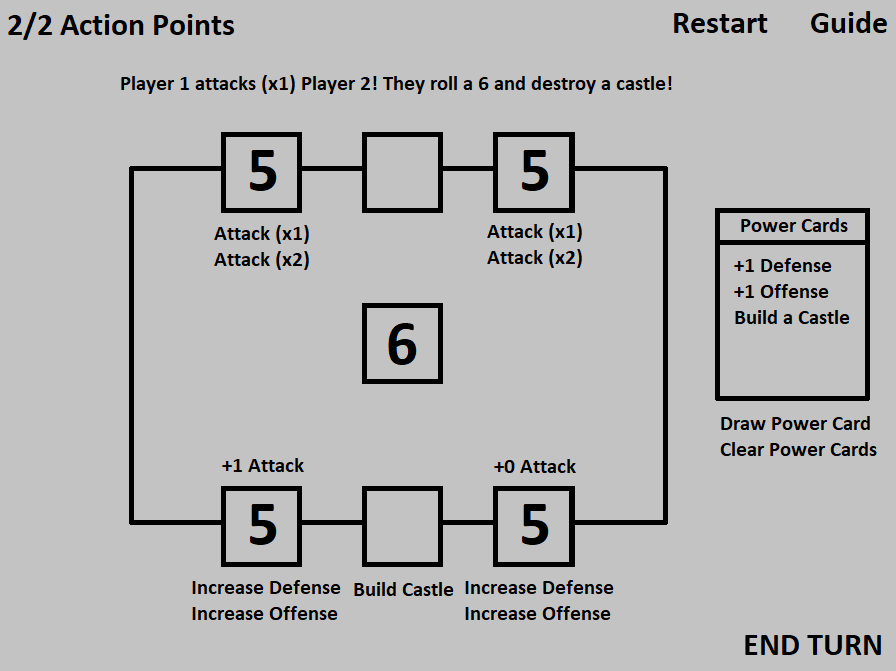 2/2 Action Points
Restart
Guide
Player 1 attacks (x1) Player 2! They roll a 6 and destroy a castle!
5
5
Attack (x1)
Attack (x2)
Attack (x1)
Attack (x2)
6
Power Cards
+1 Defense
+1 Offense
Build a Castle
Draw Power Card
Clear Power Cards
+1 Attack
+0 Attack
5
5
Increase Defense
Increase Offense
Build Castle
Increase Defense
Increase Offense
END TURN